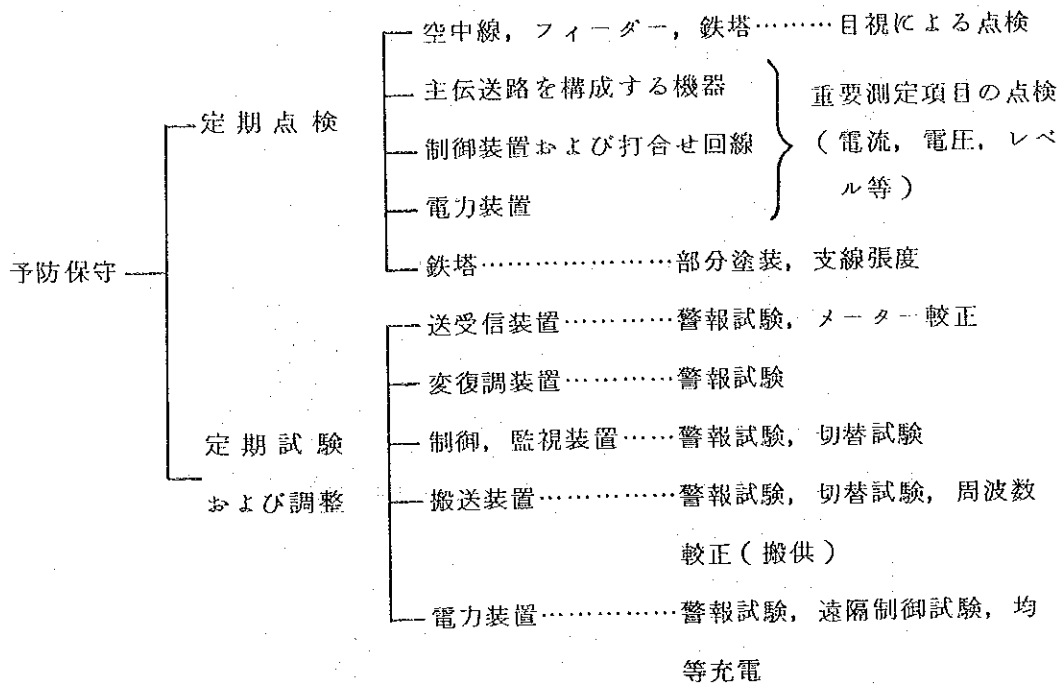 空中線，フィーダー，鉄塔………目視による点検
主伝送路を構成する機器
制御装置および打合せ回線
電力装置
重要測定項目の点検
（電流，電圧，レベ
ル等）
定期点検
鉄塔…………………部分塗装，支線張度
予防保守
送受信装置…………警報試験，メーター較正
変復調装置…………警報試験
制御，監視装置……警報試験，切替試験
定期試験
および調整
搬送装置……………警報試験，切替試験，周波数
較正（搬供）
電力装置……………警報試験，遠隔制御試験，均
等充電